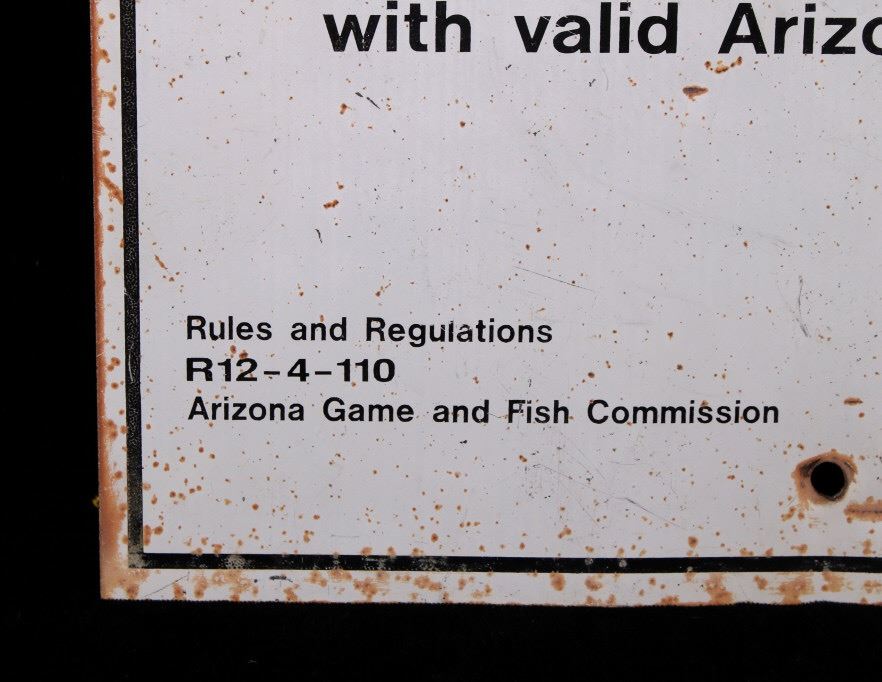 with valid Arizo
Rules and Regulations
R12-4-110
Arizona Game and Fish Commission